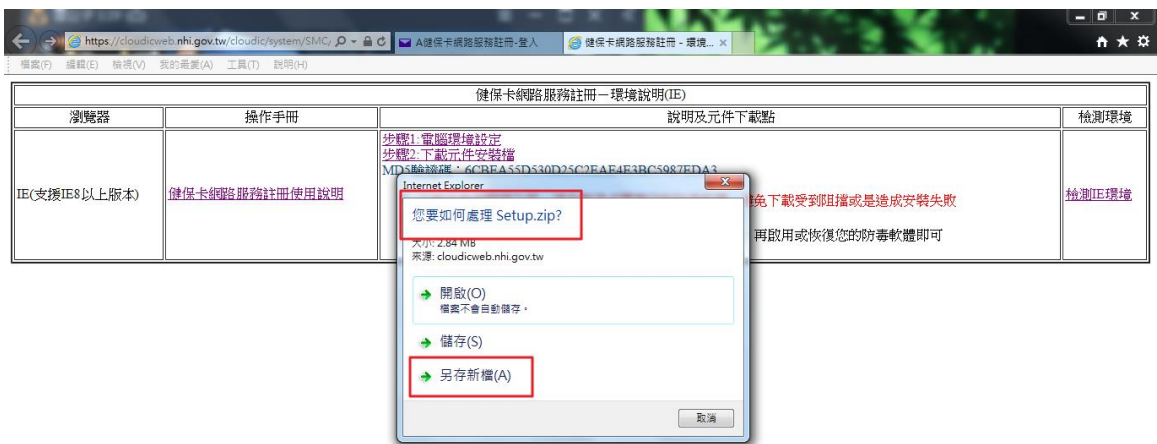 https://cloudicweb.nhi.gov.tw/cloudic/system/SMC,
A健保卡網路服務註冊-登入
健保卡網路服務註冊 - 環境...
檔案(F) 編輯(E) 檢視(V) 我的最愛(A) 工具(T) 說明(H)
健保卡網路服務註冊－環境說明(IE)
瀏覽器 操作手冊 說明及元件下載點 檢測環境
步驟1:電腦環境設定
步驟2:下載元件安裝檔
MD5驗證碼：6CBEA55D530D25C2EAE4E3BC5987EDA3
IE(支援IE8以上版本) 健保卡網路服務註冊使用說明 免下載受到阻擋或是造成安裝失敗 檢測IE環境
再啟用或恢復您的防毒軟體即可
Internet Explorer
您要如何處理 Setup.zip?
大小: 2.84 MB
來源: cloudicweb.nhi.gov.tw
開啟(O)
檔案不會自動儲存。
儲存(S)
另存新檔(A)
取消